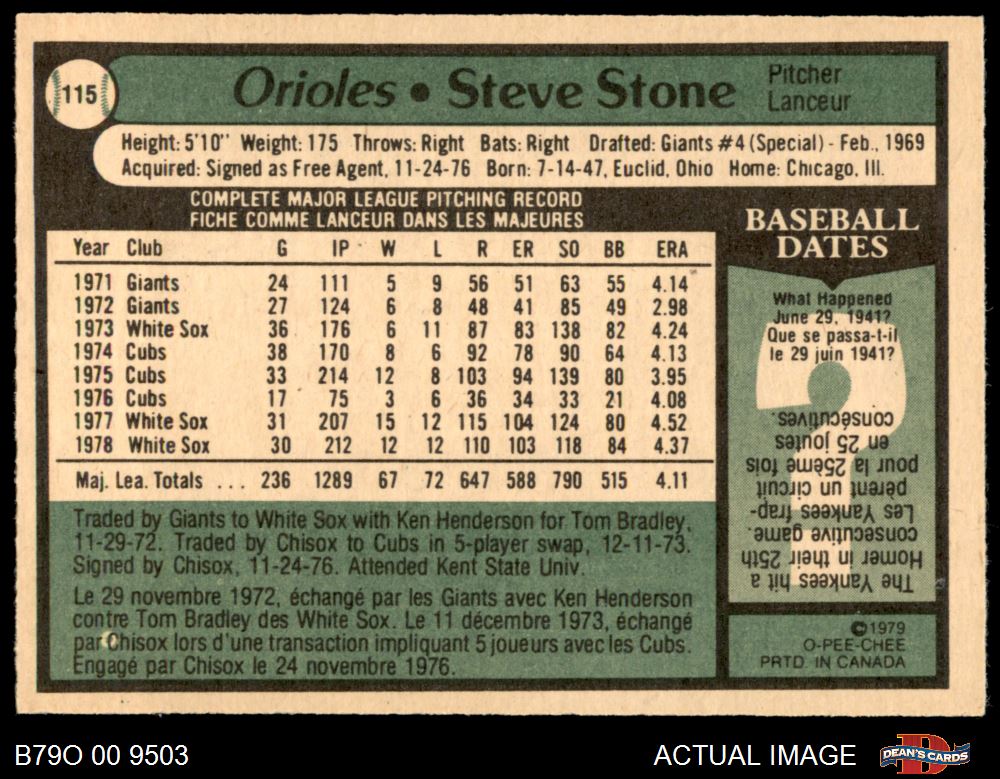 115
Orioles • Steve Stone
Pitcher
Lanceur
Height: 5'10" Weight: 175 Throws: Right Bats: Right Drafted: Giants #4 (Special) - Feb., 1969
Acquired: Signed as Free Agent, 11-24-76 Born: 7-14-47, Euclid, Ohio Home: Chicago, Ill.
COMPLETE MAJOR LEAGUE PITCHING RECORD
FICHE COMME LANCEUR DANS LES MAJEURES
Year Club G IP W L R ER SO BB ERA
1971 Giants 24 111 5 9 56 51 63 55 4.14
1972 Giants 27 124 6 8 48 41 85 49 2.98
1973 White Sox 36 176 6 11 87 83 138 82 4.24
1974 Cubs 38 170 8 6 92 78 90 64 4.13
1975 Cubs 33 214 12 8 103 94 139 80 3.95
1976 Cubs 17 75 3 6 36 34 33 21 4.08
1977 White Sox 31 207 15 12 115 104 124 80 4.52
1978 White Sox 30 212 12 12 110 103 118 84 4.37
Maj. Lea. Totals ... 236 1289 67 72 647 588 790 515 4.11
Traded by Giants to White Sox with Ken Henderson for Tom Bradley,
11-29-72. Traded by Chisox to Cubs in 5-player swap, 12-11-73.
Signed by Chisox, 11-24-76. Attended Kent State Univ.
Le 29 novembre 1972, échangé par les Giants avec Ken Henderson
contre Tom Bradley des White Sox. Le 11 décembre 1973, échangé
par Chisox lors d'une transaction impliquant 5 joueurs avec les Cubs.
Engagé par Chisox le 24 novembre 1976.
BASEBALL
DATES
What Happened
June 29, 1941?
Que se passa-t-il
le 29 juin 1941?
The Yankees hit a
Homer in their 25th
consecutive game.
Les Yankees frap-
pèrent un circuit
pour la 25ème fois
en 25 joutes
consécutives.
©1979
O-PEE-CHEE
PRTD. IN CANADA
B79O 00 9503
ACTUAL IMAGE
DEAN'S CARDS